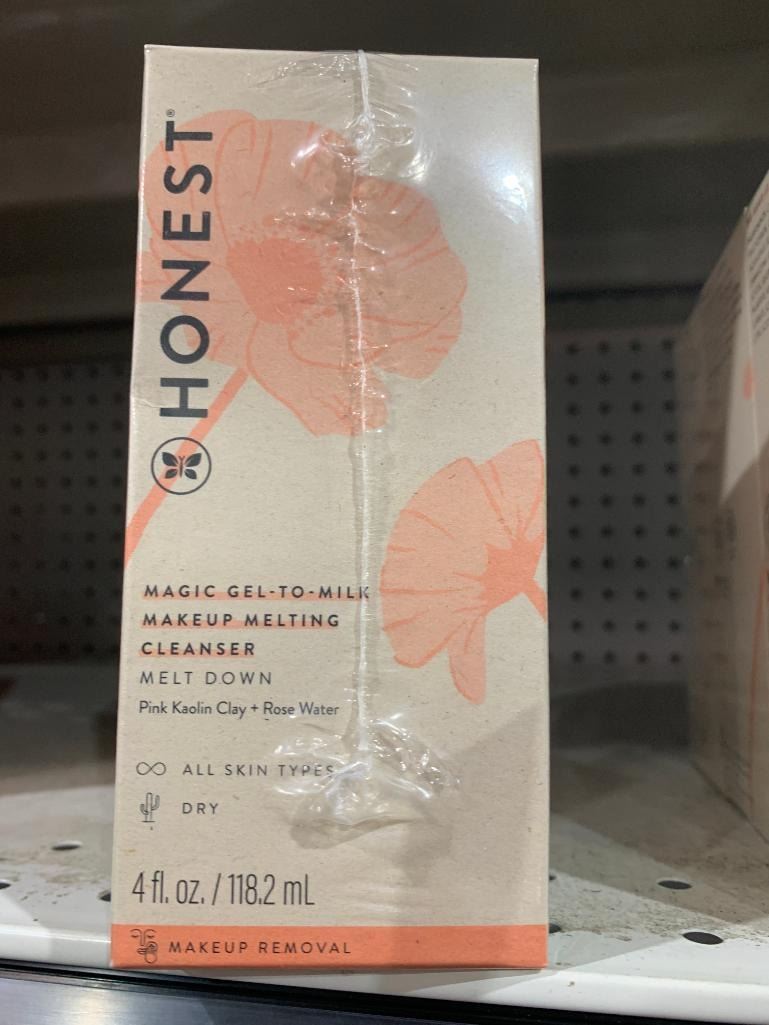 HONEST®
MAGIC GEL-TO-MILK
MAKEUP MELTING
CLEANSER
MELT DOWN
Pink Kaolin Clay + Rose Water
ALL SKIN TYPES
DRY
4 fl. oz. / 118.2 mL
MAKEUP REMOVAL